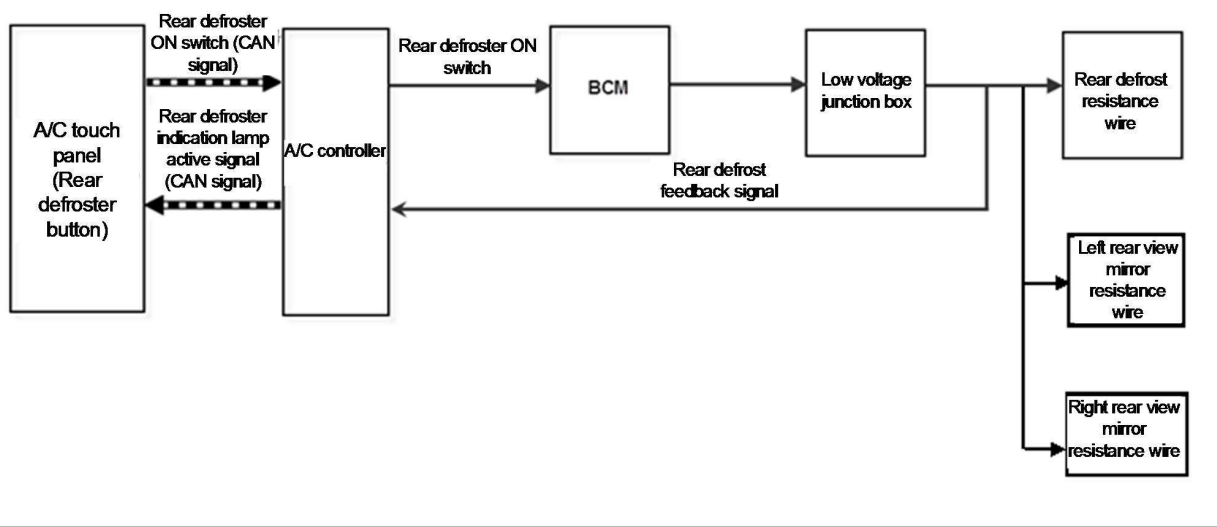 Rear defroster
ON switch (CAN
signal)
Rear defroster
indication lamp
active signal
(CAN signal)
A/C touch
panel
(Rear
defroster
button)
A/C controller
Rear defroster ON
switch
BCM
Low voltage
junction box
Rear defrost
feedback signal
Rear defrost
resistance
wire
Left rear view
mirror
resistance
wire
Right rear view
mirror
resistance wire